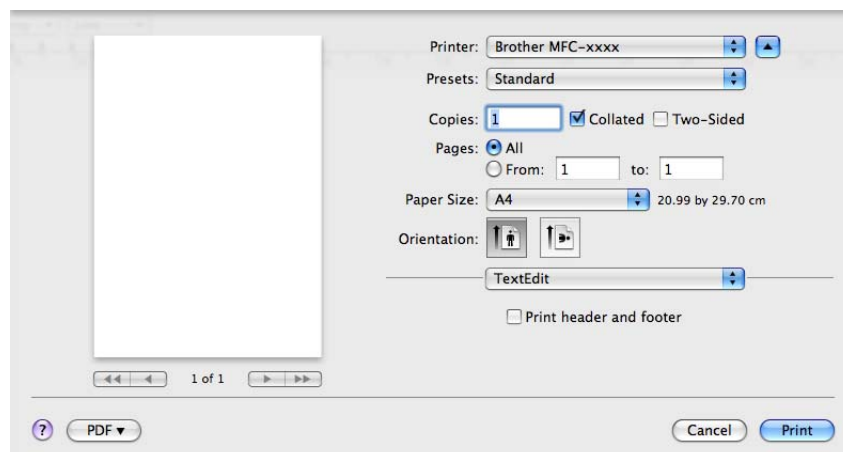 Printer: Brother MFC-xxxx
Presets: Standard
Copies: 1 Collated Two-Sided
Pages: All
From: 1 to: 1
Paper Size: A4 20.99 by 29.70 cm
Orientation:
TextEdit
Print header and footer
1 of 1
? PDF ▼ Cancel Print